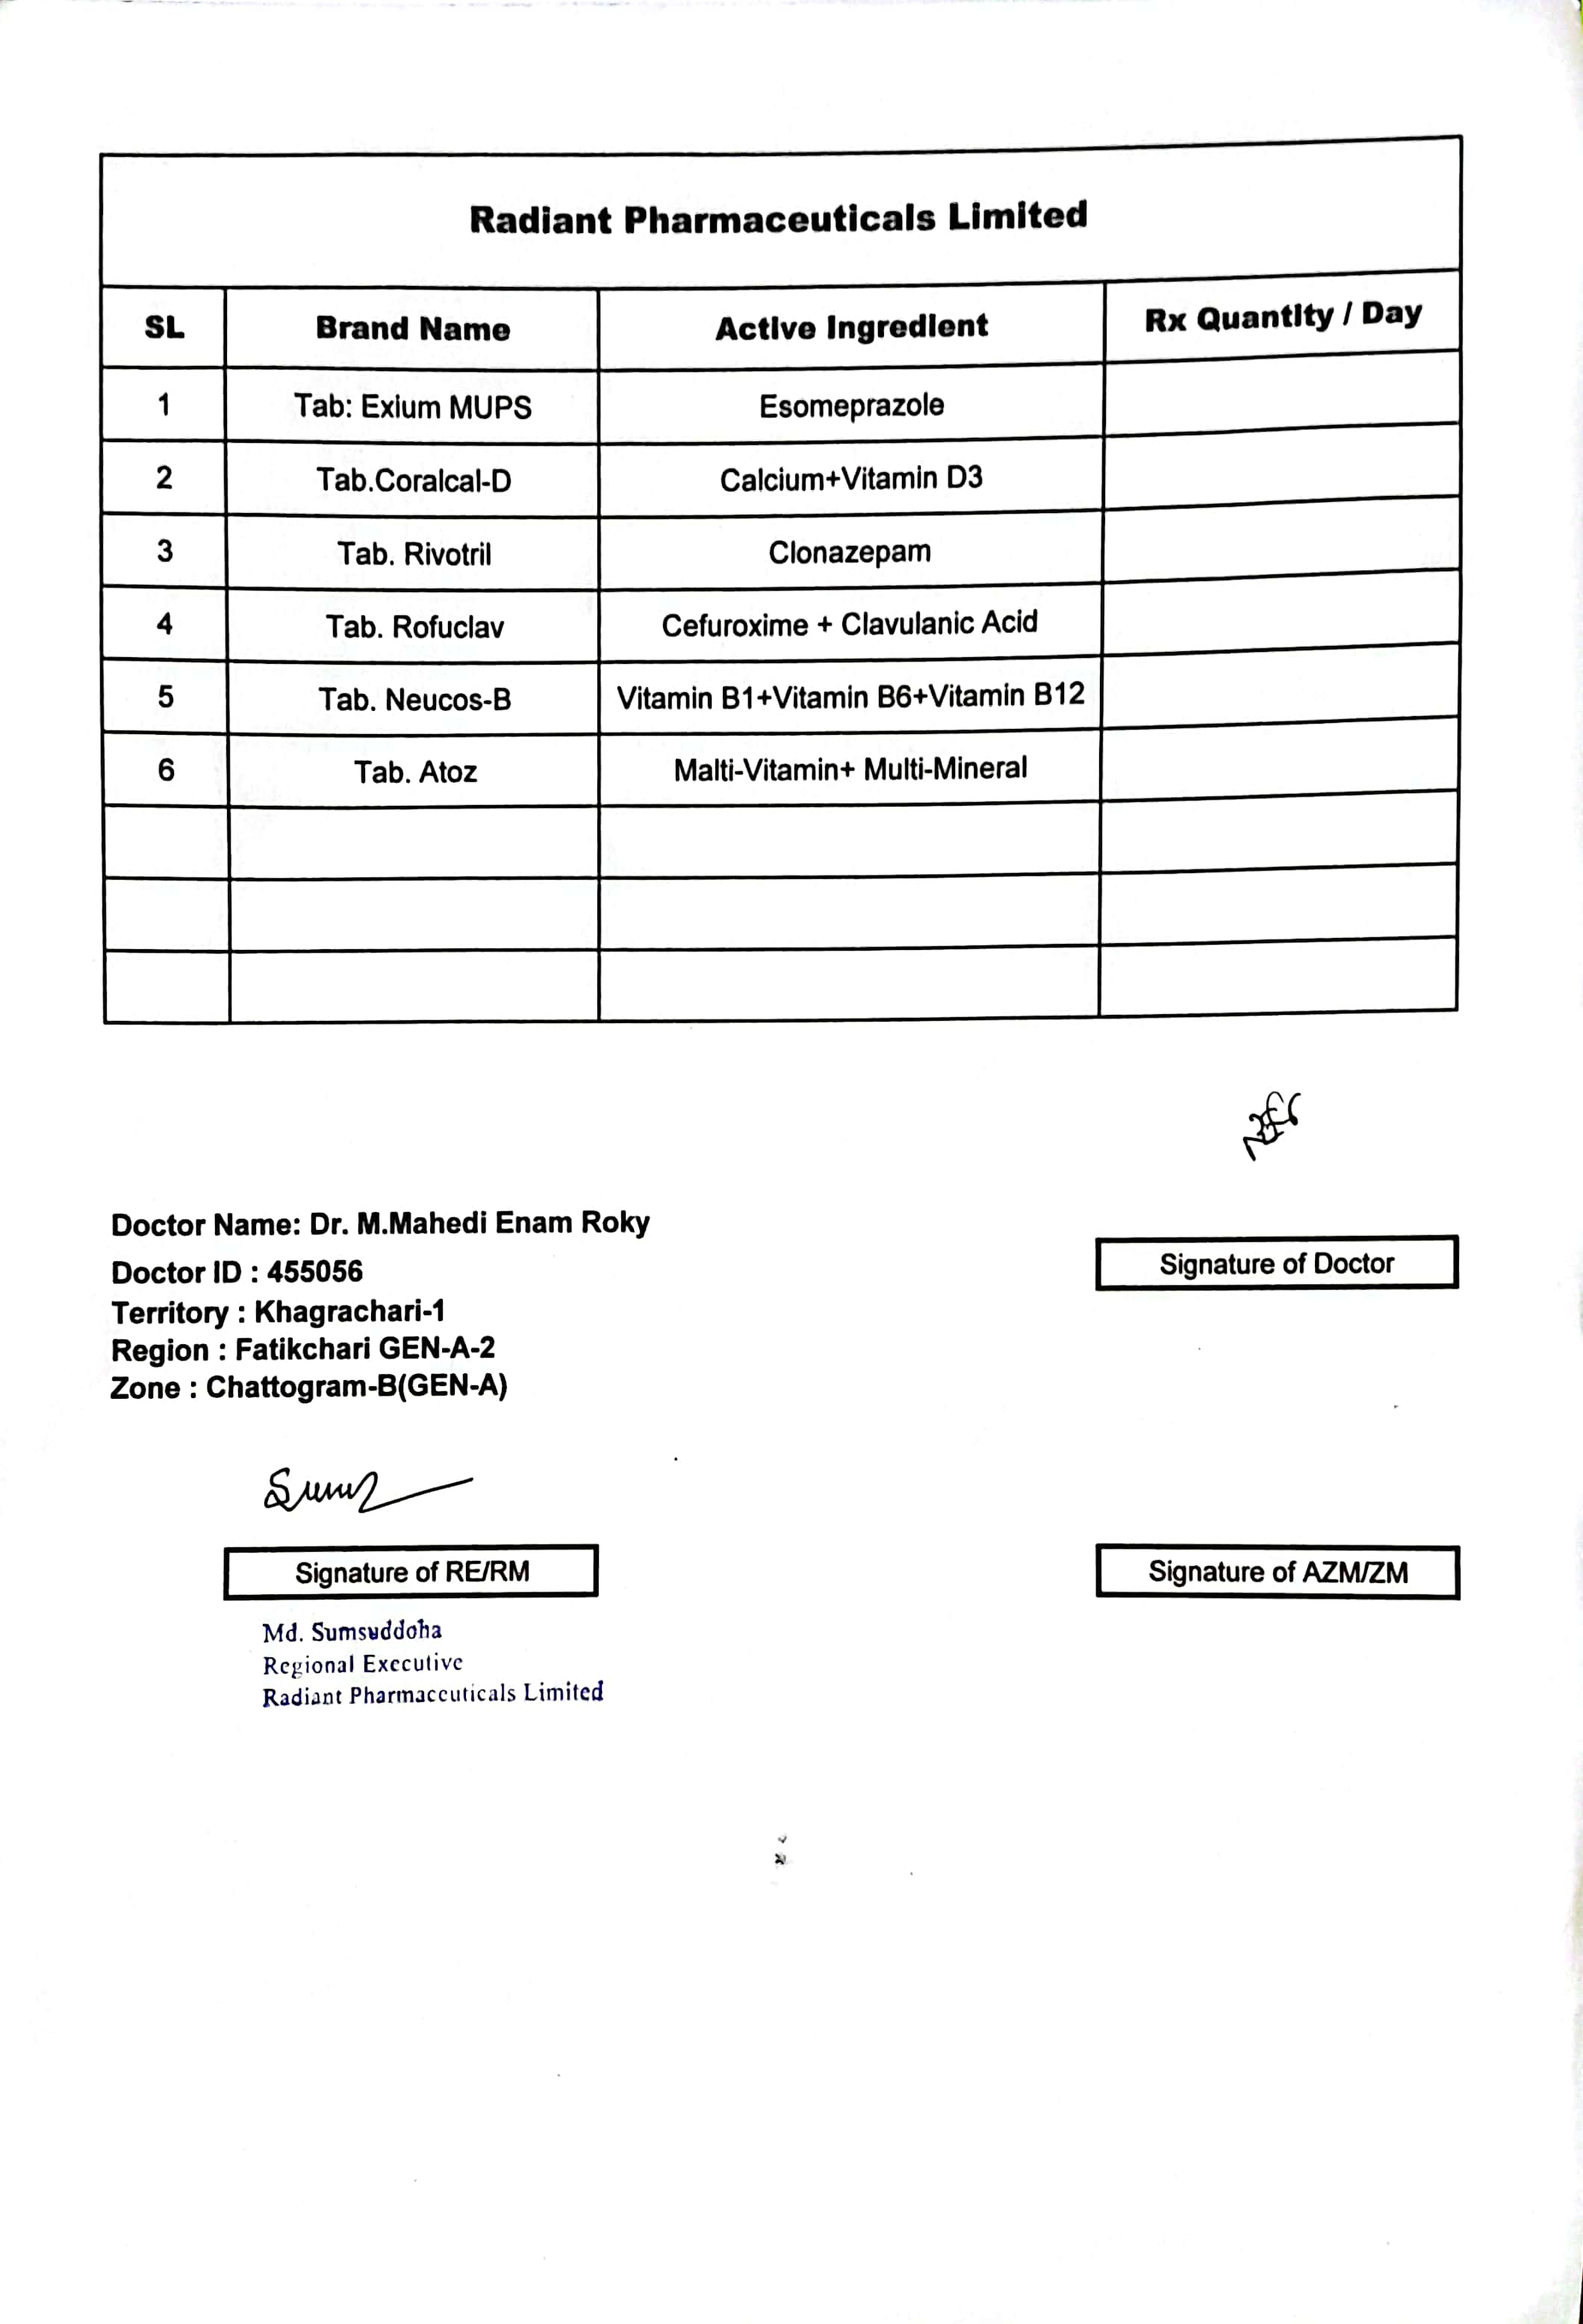 Radiant Pharmaceuticals Limited
SL Brand Name Active Ingredient Rx Quantity / Day
1 Tab: Exium MUPS Esomeprazole
2 Tab.Coralcal-D Calcium+Vitamin D3
3 Tab. Rivotril Clonazepam
4 Tab. Rofuclav Cefuroxime + Clavulanic Acid
5 Tab. Neucos-B Vitamin B1+Vitamin B6+Vitamin B12
6 Tab. Atoz Malti-Vitamin+ Multi-Mineral
Doctor Name: Dr. M.Mahedi Enam Roky
Doctor ID : 455056
Signature of Doctor
Territory : Khagrachari-1
Region : Fatikchari GEN-A-2
Zone : Chattogram-B(GEN-A)
Signature of RE/RM Signature of AZM/ZM
Md. Sumsuddoha
Regional Executive
Radiant Pharmaceuticals Limited